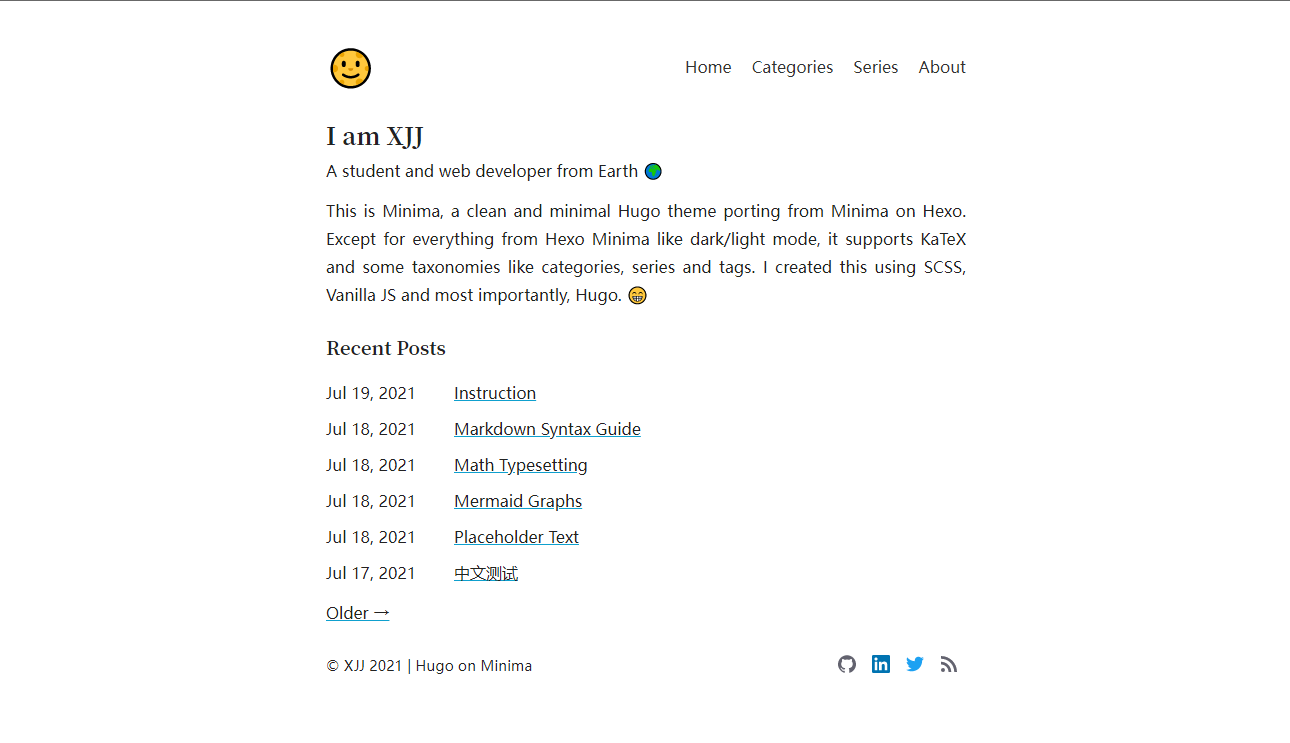 Home Categories Series About
I am XJJ
A student and web developer from Earth 🌍
This is Minima, a clean and minimal Hugo theme porting from Minima on Hexo.
Except for everything from Hexo Minima like dark/light mode, it supports KaTeX
and some taxonomies like categories, series and tags. I created this using SCSS,
Vanilla JS and most importantly, Hugo. 😁
Recent Posts
Jul 19, 2021 Instruction
Jul 18, 2021 Markdown Syntax Guide
Jul 18, 2021 Math Typesetting
Jul 18, 2021 Mermaid Graphs
Jul 18, 2021 Placeholder Text
Jul 17, 2021 中文测试
Older →
© XJJ 2021 | Hugo on Minima
in